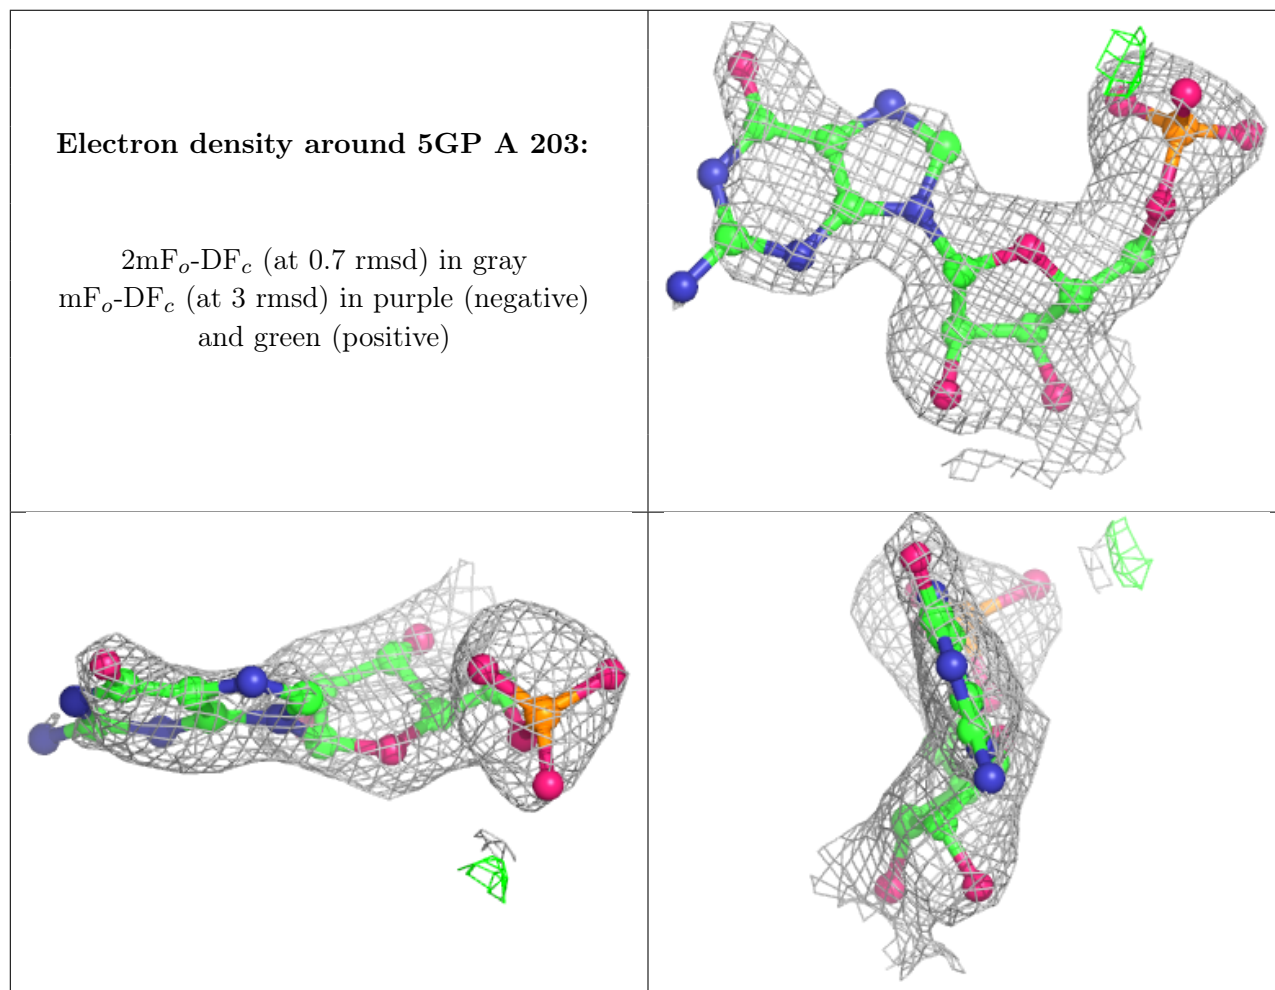 Electron density around 5GP A 203:
2mFo-DFc (at 0.7 rmsd) in gray
mFo-DFc (at 3 rmsd) in purple (negative)
and green (positive)